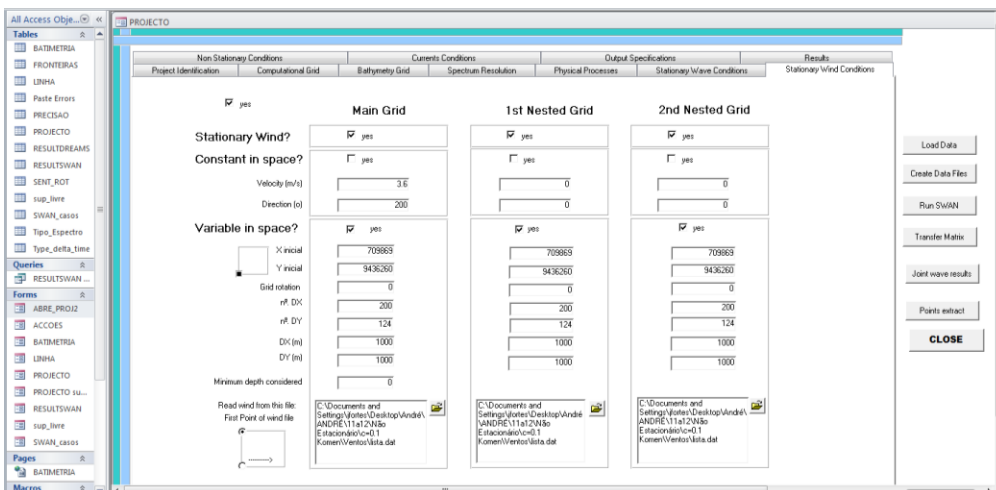 All Access Obje...
«
Tables
BATIMETRIA
FRONTEIRAS
LINHA
Paste Errors
PRECISAO
PROJECTO
RESULTDREAMS
RESULTSWAN
SENT_ROT
sup_livre
SWAN_casos
Tipo_Espectro
Type_delta_time
Queries
RESULTSWAN ...
Forms
ABRE_PROJ2
ACCOES
BATIMETRIA
LINHA
PROJECTO
PROJECTO su...
RESULTSWAN
sup_livre
SWAN_casos
Pages
BATIMETRIA
Macros
PROJECTO
Non Stationary Conditions Currents Conditions Output Specifications Results
Project Identification Computational Grid Bathymetry Grid Spectrum Resolution Physical Processes Stationary Wave Conditions Stationary Wind Conditions
yes
Main Grid 1st Nested Grid 2nd Nested Grid
Stationary Wind? yes yes yes
Constant in space? yes yes yes
Velocity (m/s) 3.6 0 0
Direction (o) 200 0 0
Variable in space? yes yes yes
X inicial 709869 709869 709869
Y inicial 9436260 9436260 9436260
Grid rotation 0 0 0
nº. DX 200 200 200
nº. DY 124 124 124
DX (m) 1000 1000 1000
DY (m) 1000 1000 1000
Minimum depth considered 0
Read wind from this file:
First Point of wind file
C:\Documents and
Settings\jfortes\Desktop\André\
ANDRÉ\11a12\Não
Estacionário\c=0.1
Komen\Ventos\lista.dat
C:\Documents and
Settings\jfortes\Desktop\André
\ANDRÉ\11a12\Não
Estacionário\c=0.1
Komen\Ventos\lista.dat
C:\Documents and
Settings\jfortes\Desktop\André\
ANDRÉ\11a12\Não
Estacionário\c=0.1
Komen\Ventos\lista.dat
Load Data
Create Data Files
Run SWAN
Transfer Matrix
Joint wave results
Points extract
CLOSE